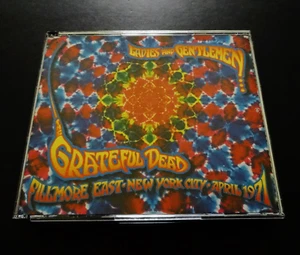 LADIES AND GENTLEMEN...
GRATEFUL DEAD
FILLMORE EAST · NEW YORK CITY · APRIL 1971